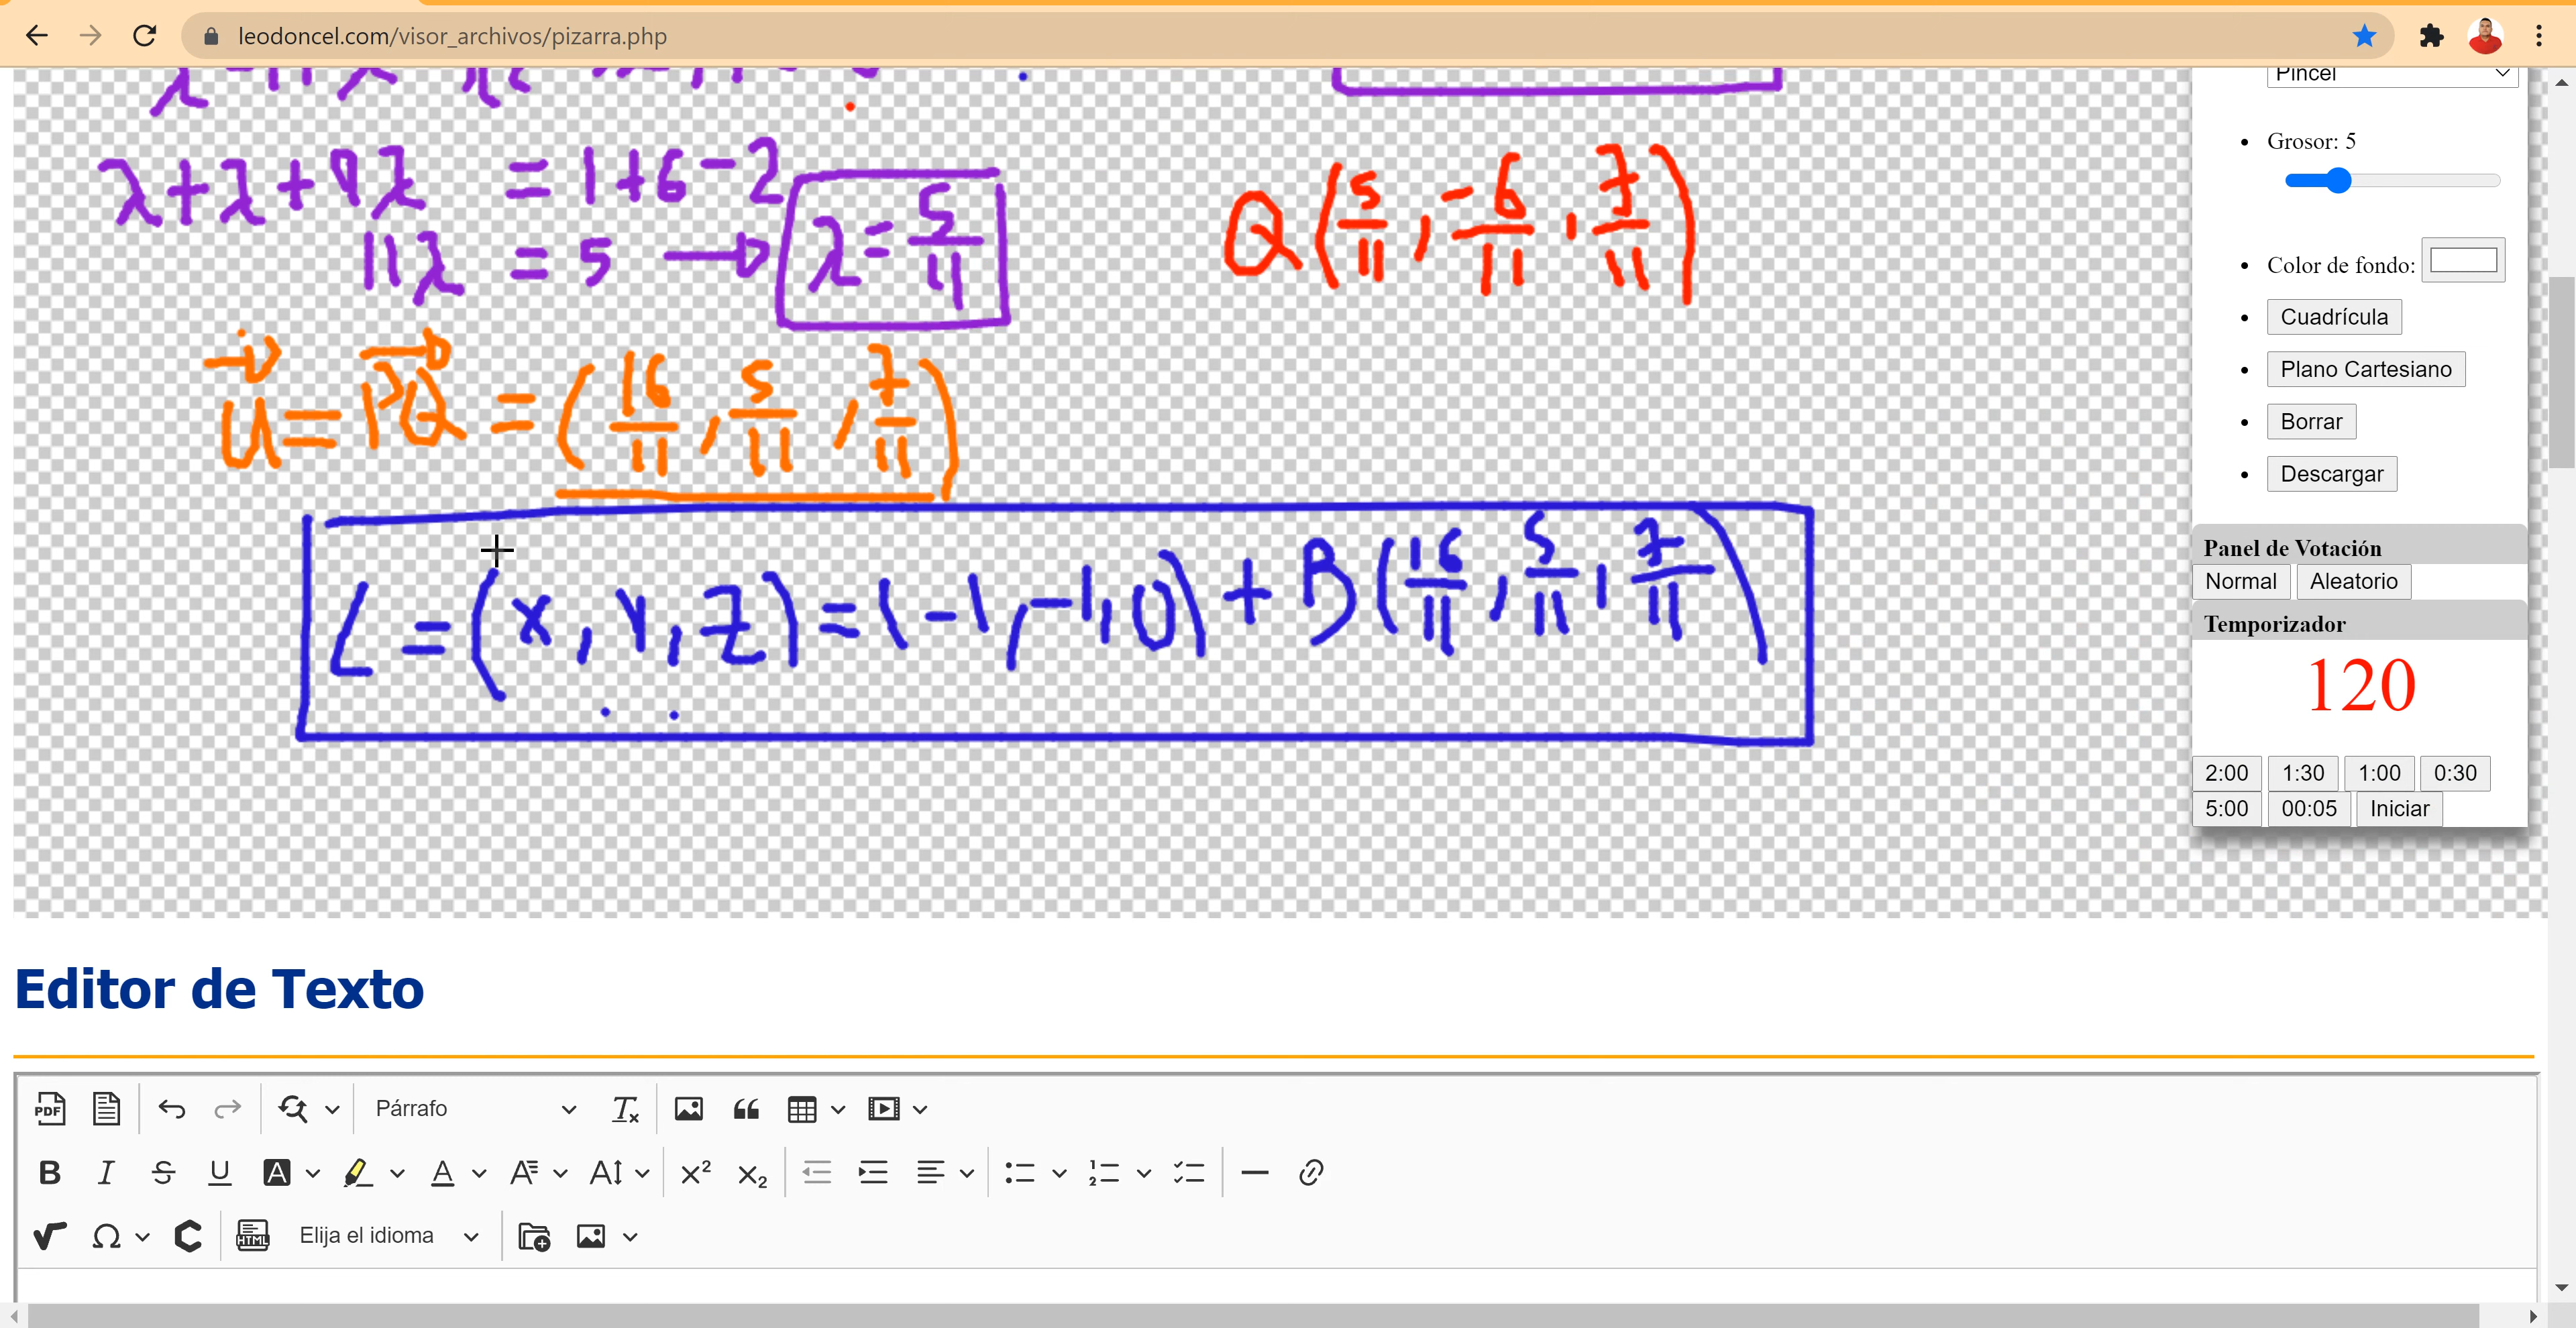 leodoncel.com/visor_archivos/pizarra.php
Pincel
Grosor: 5
Color de fondo:
Cuadrícula
Plano Cartesiano
Borrar
Descargar
Panel de Votación
Normal Aleatorio
Temporizador
120
2:00 1:30 1:00 0:30
5:00 00:05 Iniciar
λ+λ+9λ = 1+6-2
11λ = 5 → λ = 5/11
Q(5/11, -6/11, 7/11)
u = PQ = (16/11, 5/11, 7/11)
L = (x, y, z) = (-1, -1, 0) + B(16/11, 5/11, 7/11)
Editor de Texto
PDF
Párrafo
HTML Elija el idioma